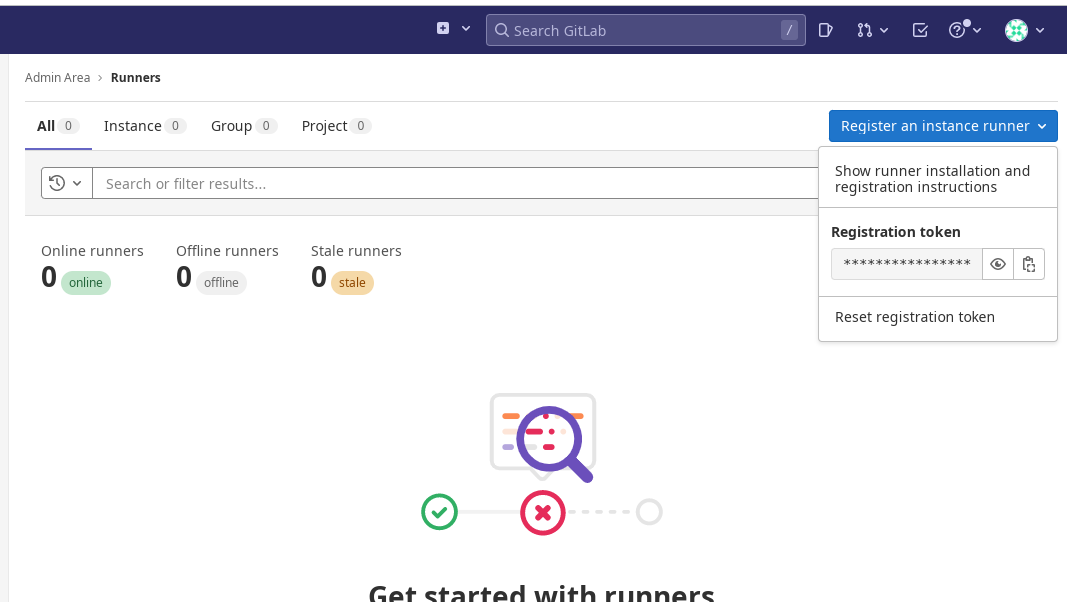 Search GitLab /
Admin Area > Runners
All 0 Instance 0 Group 0 Project 0 Register an instance runner
Search or filter results...
Show runner installation and
registration instructions
Registration token
****************
Reset registration token
Online runners Offline runners Stale runners
0 online 0 offline 0 stale
Get started with runners